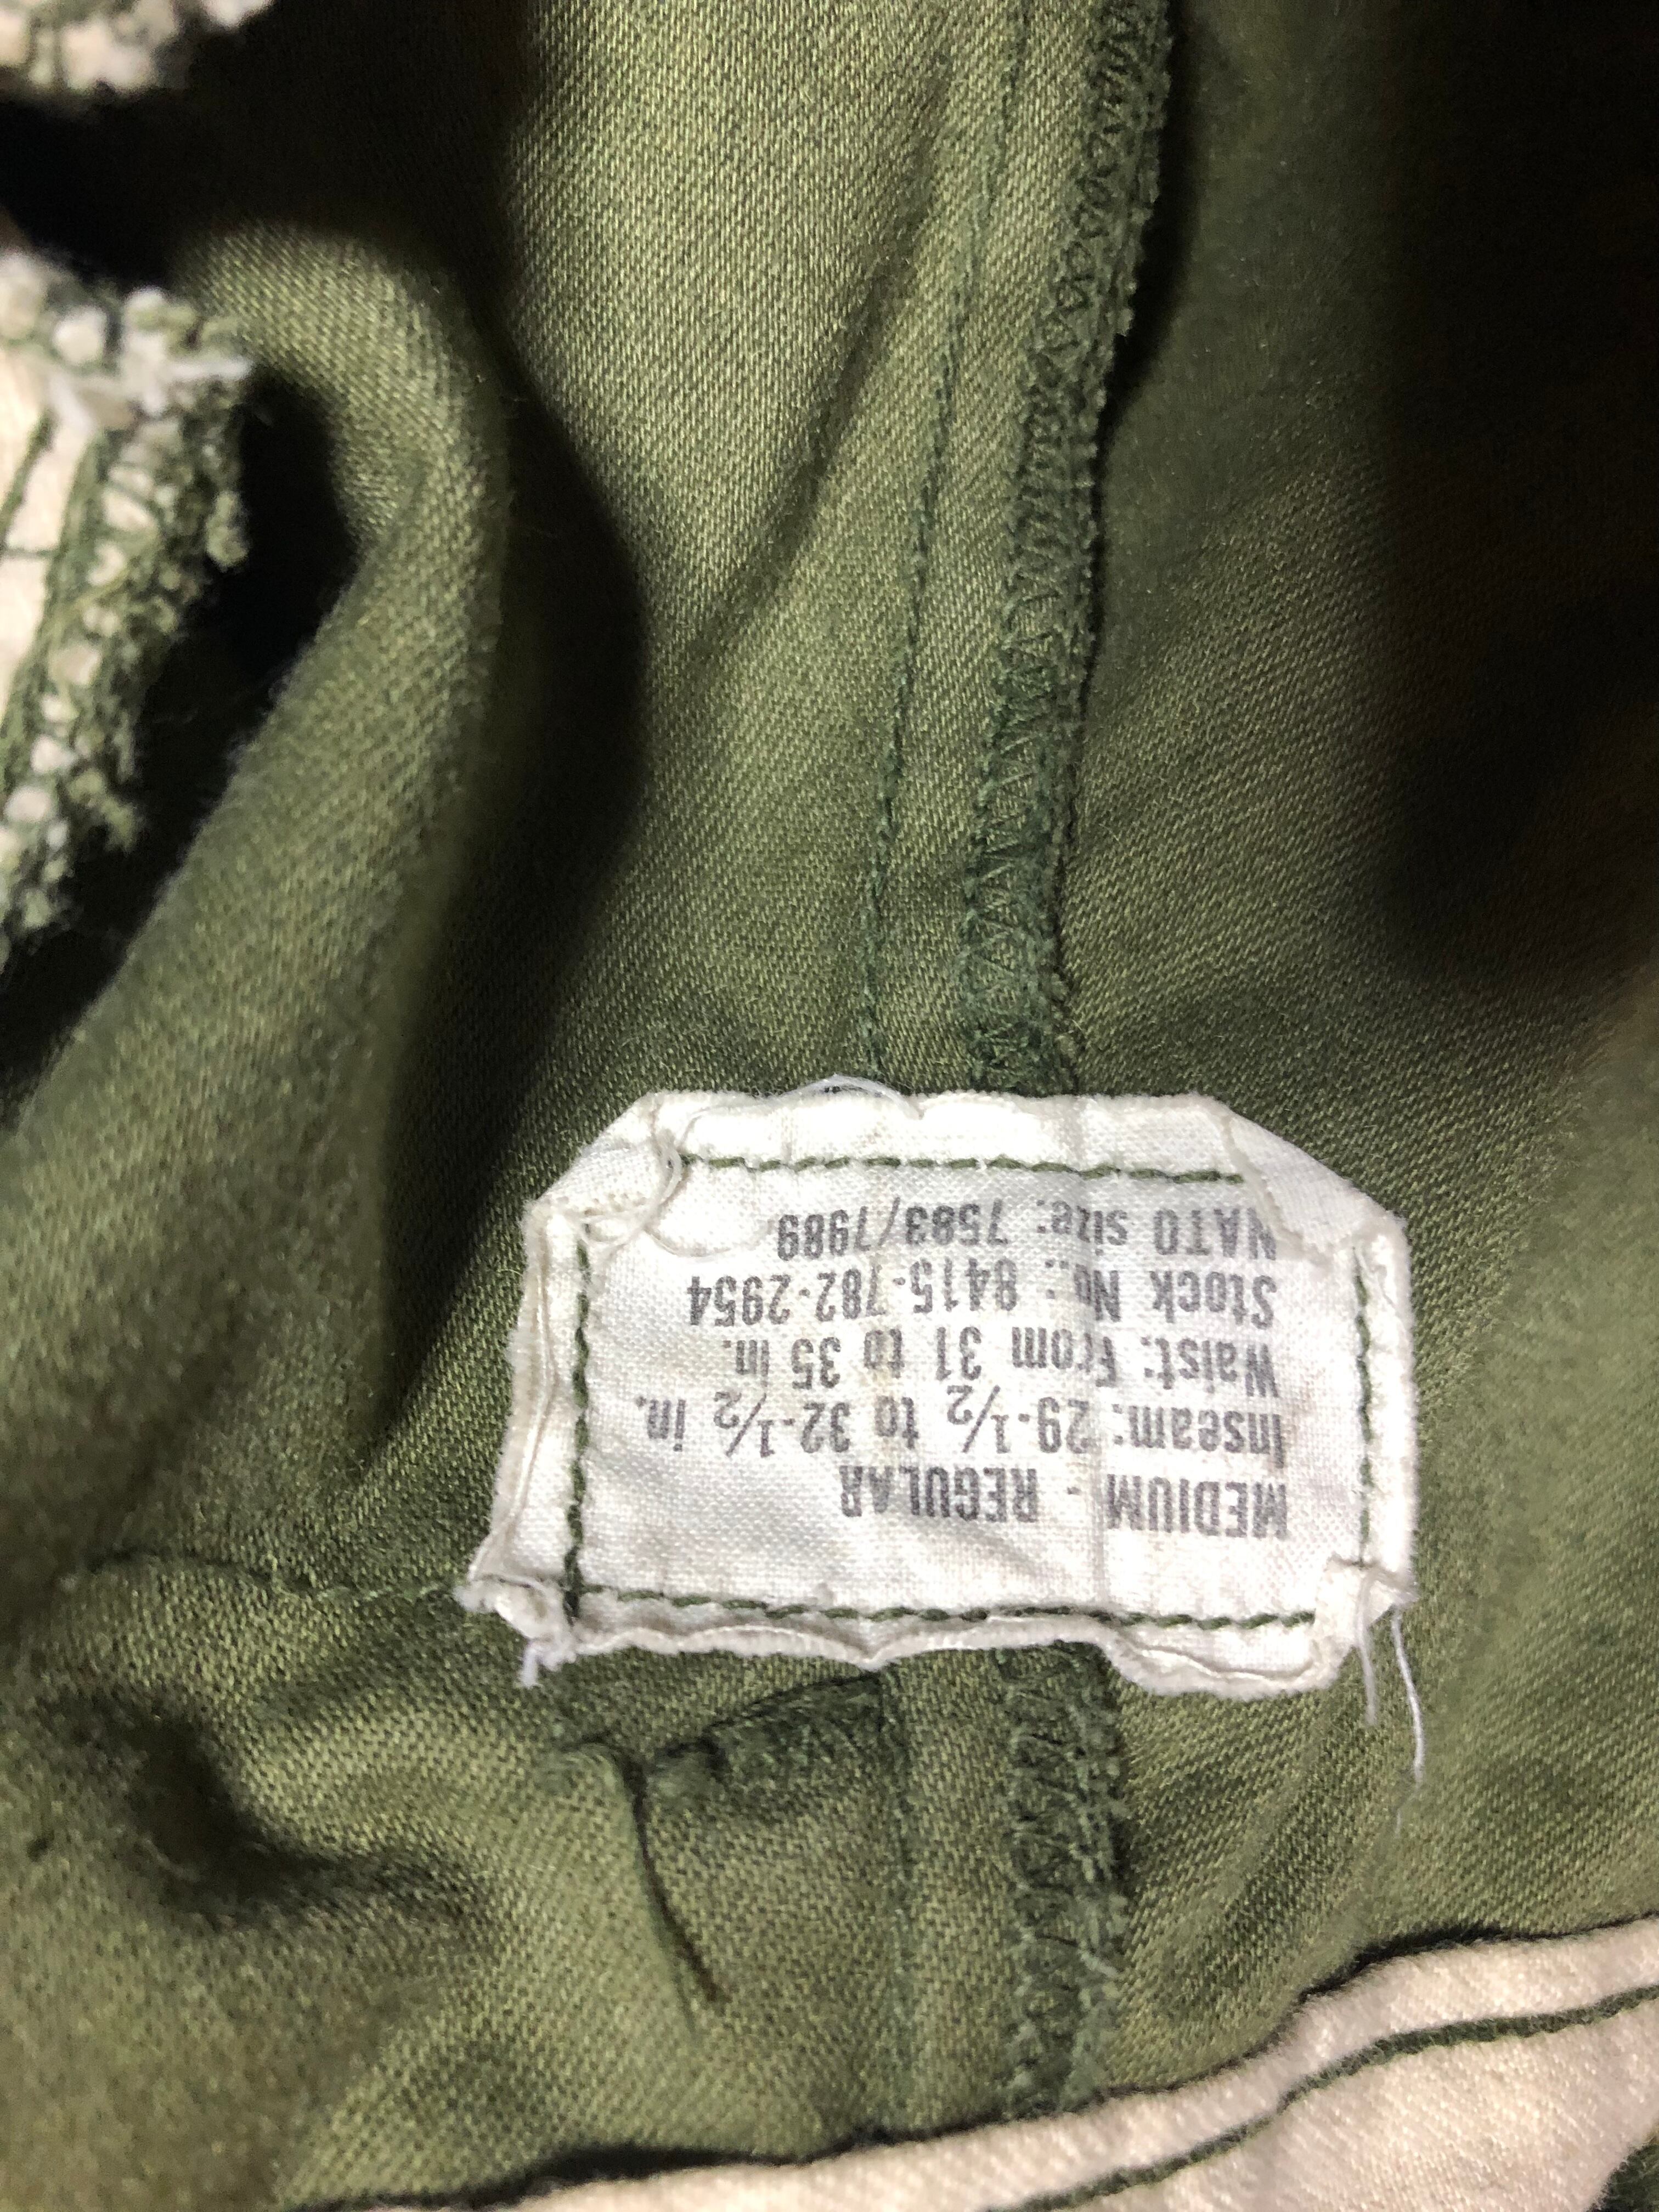 MEDIUM - REGULAR
Inseam: 29-1/2 to 32-1/2 in.
Waist: From 31 to 35 in.
Stock No.: 8415-782-2954
NATO size: 7583/7989